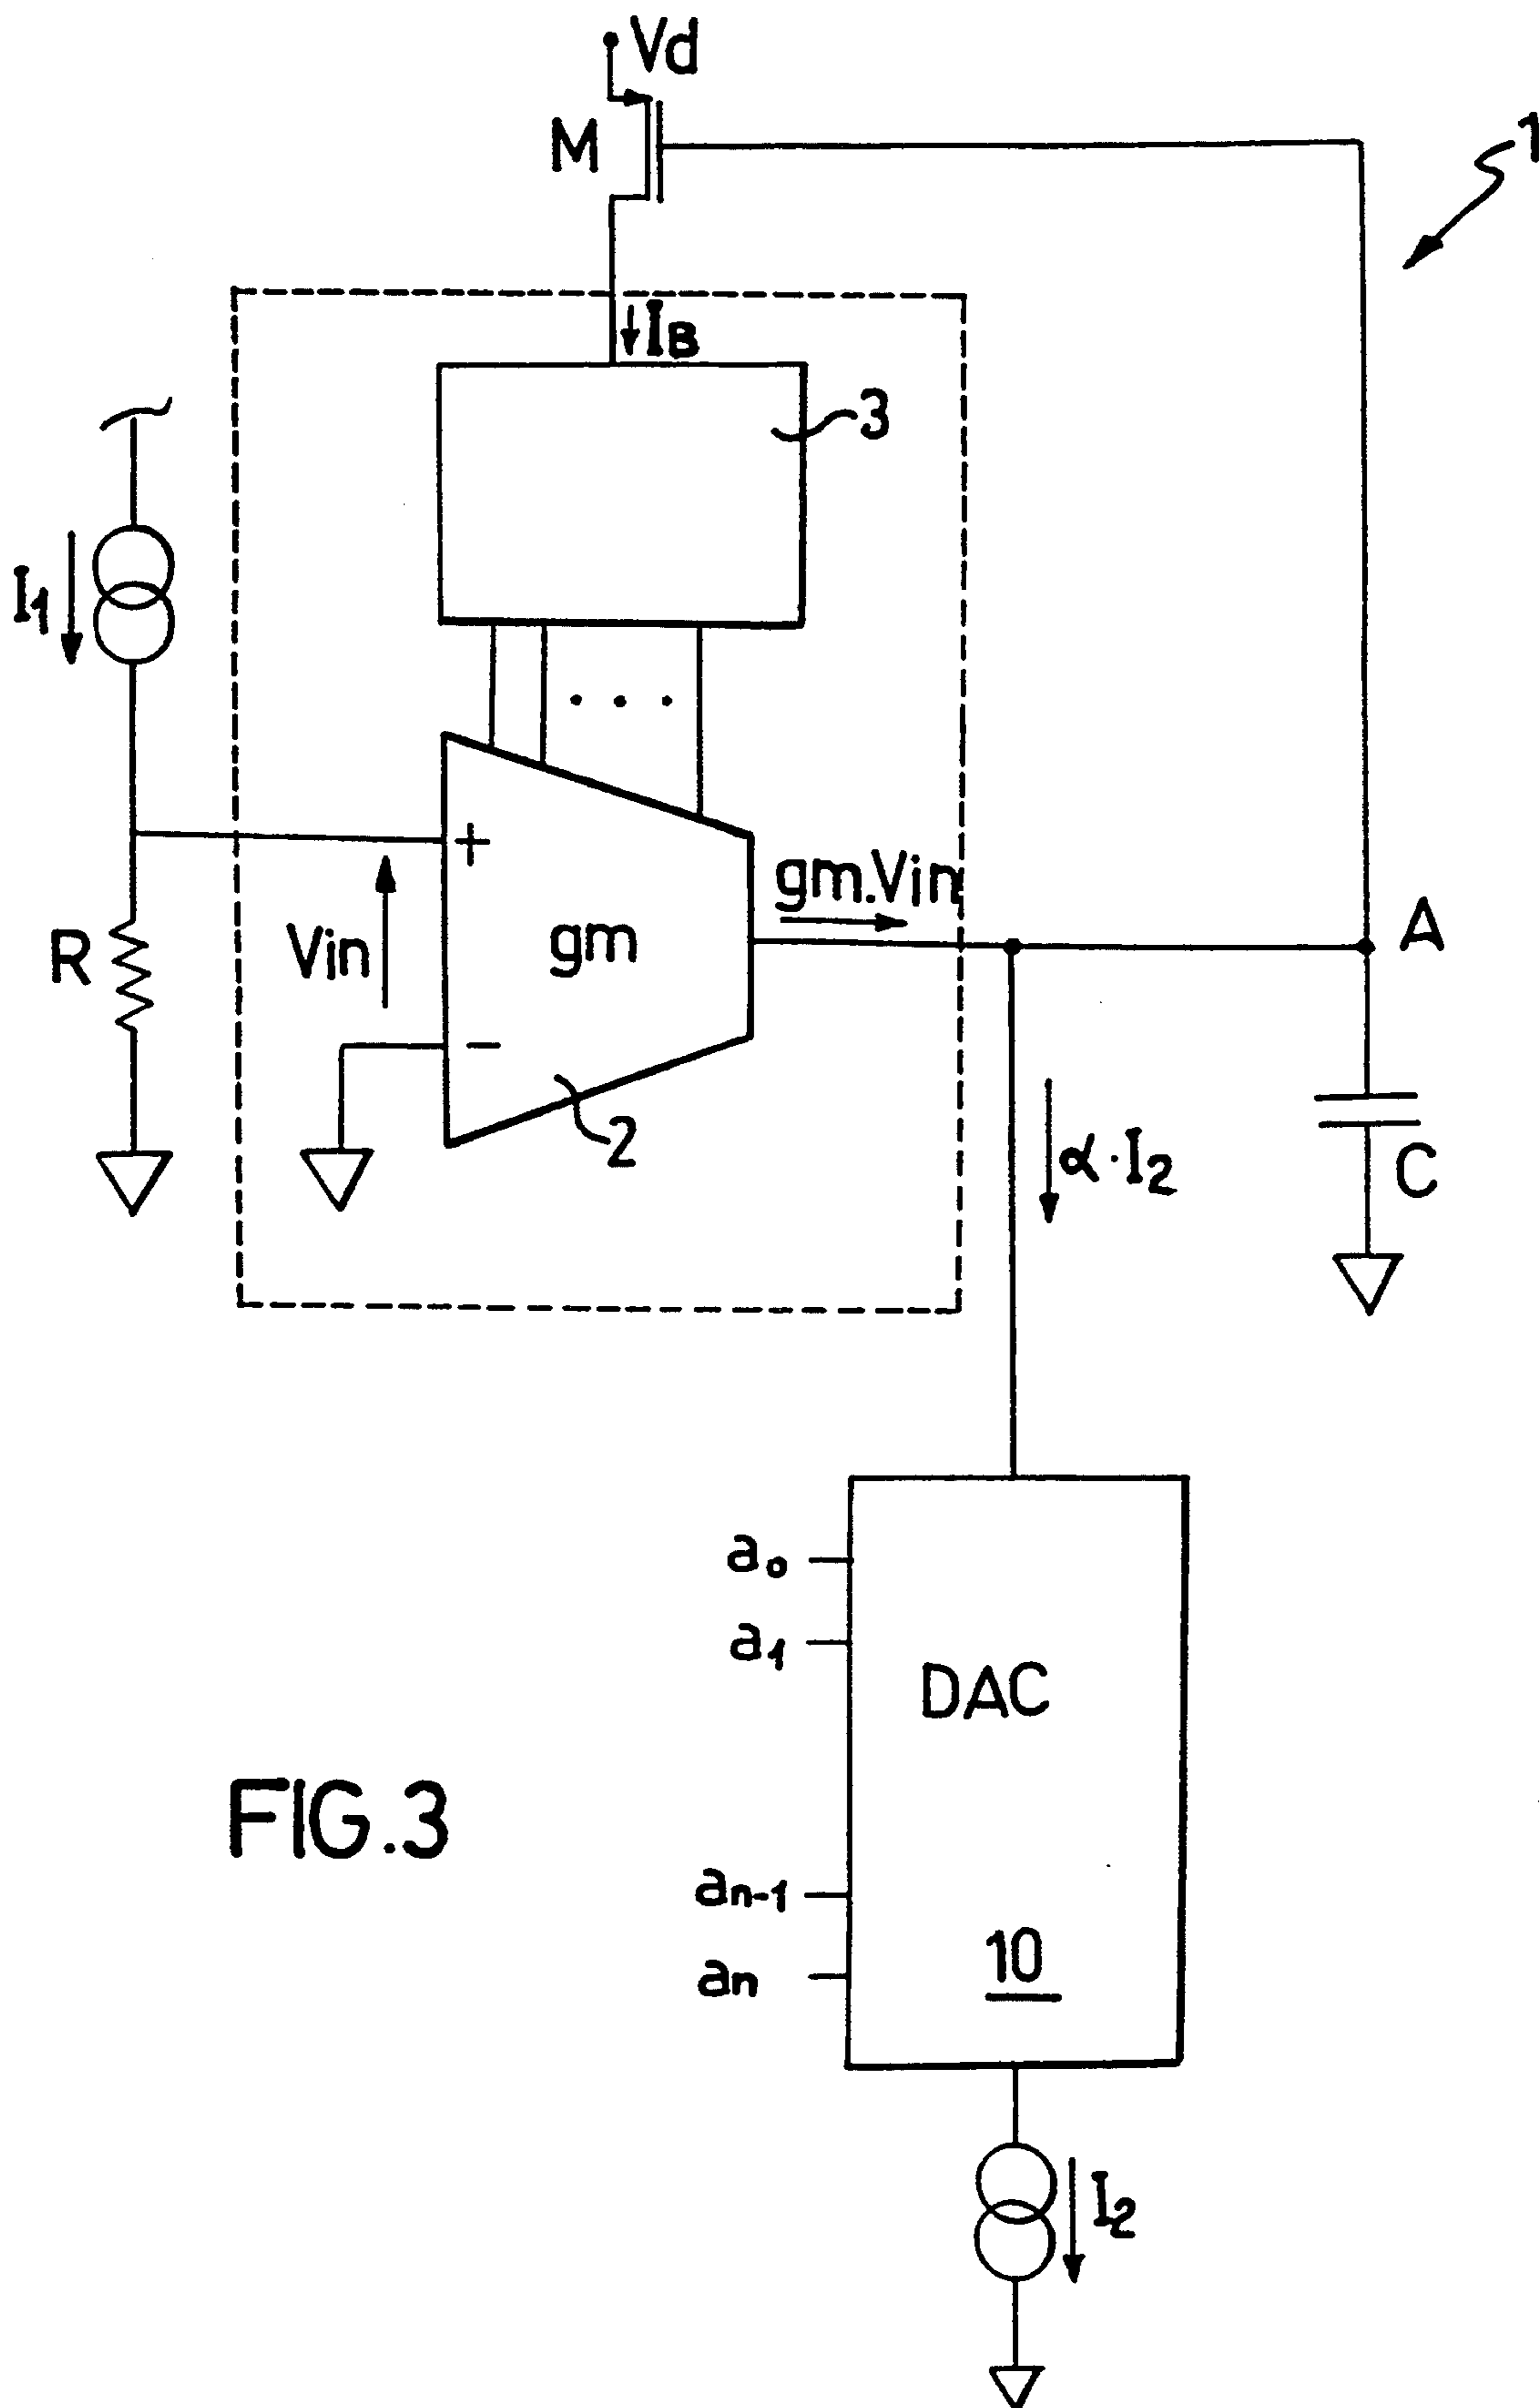 Vd
M
1
IB
3
I1
+
gm.Vin
A
R
Vin
gm
−
2
α·I2
C
a0
a1
DAC
FIG.3
an-1
10
an
I2